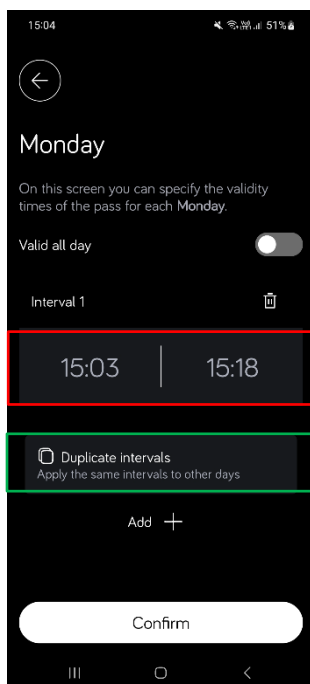 15:04 51%
Monday
On this screen you can specify the validity
times of the pass for each Monday.
Valid all day
Interval 1
15:03 15:18
Duplicate intervals
Apply the same intervals to other days
Add
Confirm